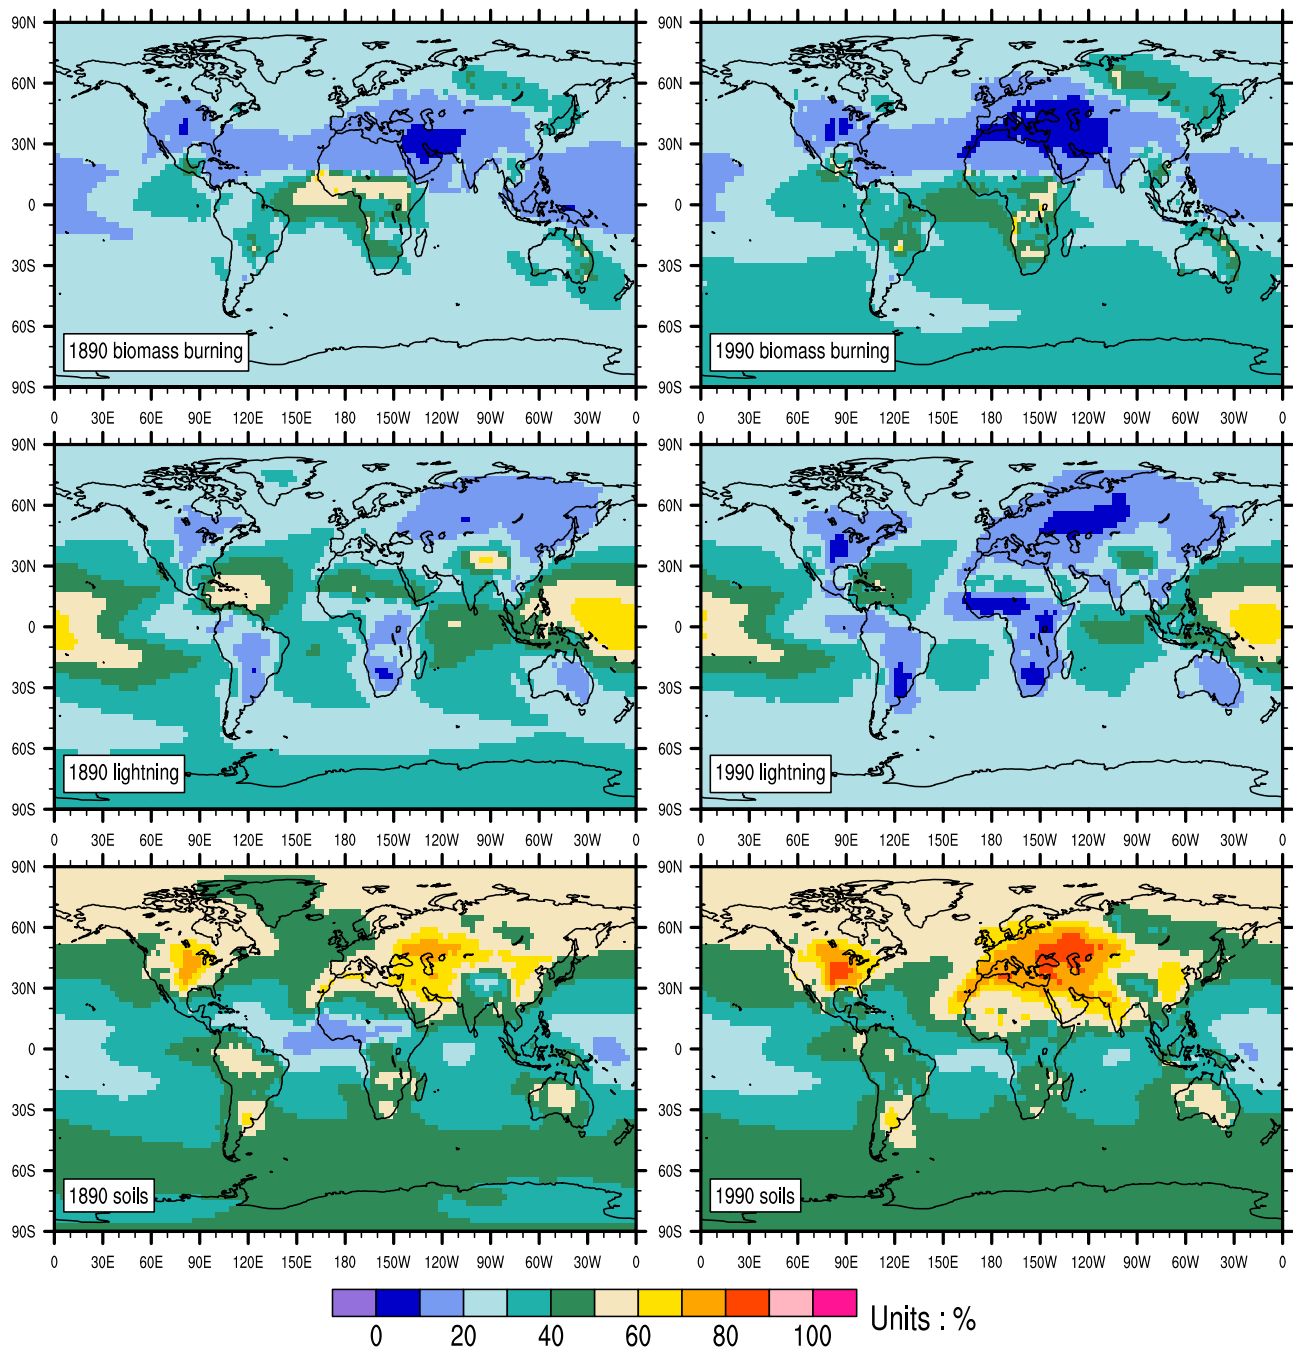 90N 90N
60N 60N
30N 30N
0 0
30S 30S
60S 60S
90S 90S
1890 biomass burning 1990 biomass burning
0 30E 60E 90E 120E 150E 180 150W 120W 90W 60W 30W 0 0 30E 60E 90E 120E 150E 180 150W 120W 90W 60W 30W 0
90N 90N
60N 60N
30N 30N
0 0
30S 30S
60S 60S
90S 90S
1890 lightning 1990 lightning
0 30E 60E 90E 120E 150E 180 150W 120W 90W 60W 30W 0 0 30E 60E 90E 120E 150E 180 150W 120W 90W 60W 30W 0
90N 90N
60N 60N
30N 30N
0 0
30S 30S
60S 60S
90S 90S
1890 soils 1990 soils
0 30E 60E 90E 120E 150E 180 150W 120W 90W 60W 30W 0 0 30E 60E 90E 120E 150E 180 150W 120W 90W 60W 30W 0
0 20 40 60 80 100 Units : %